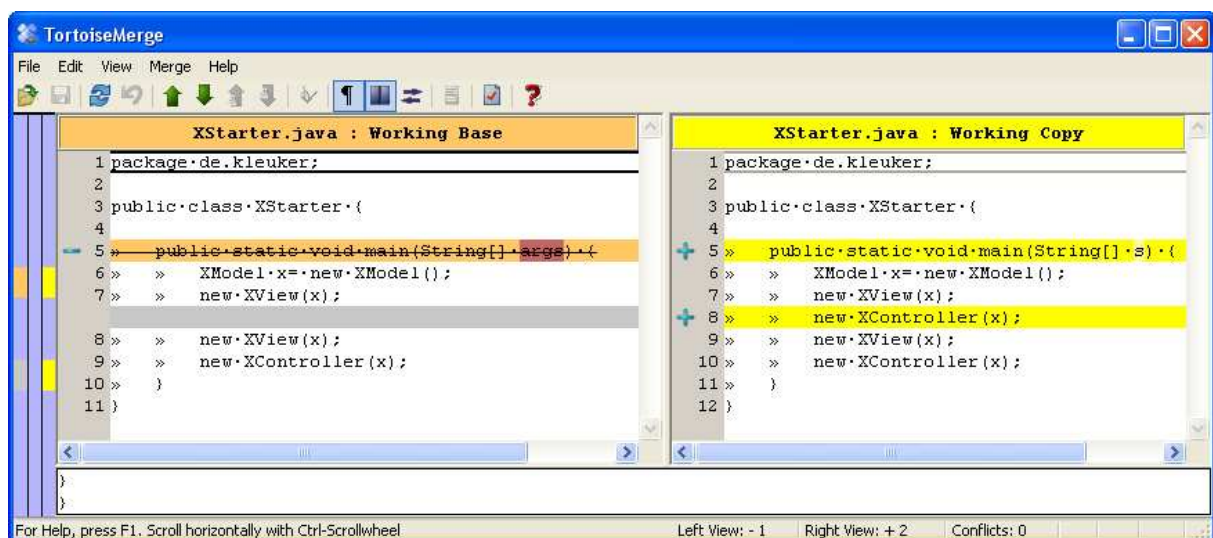 TortoiseMerge
File Edit View Merge Help
XStarter.java : Working Base
1 package·de.kleuker;
2
3 public·class·XStarter·{
4
5 » public·static·void·main(String[]·args)·{
6 » » XModel·x=·new·XModel();
7 » » new·XView(x);
8 » » new·XView(x);
9 » » new·XController(x);
10 » }
11 }
XStarter.java : Working Copy
1 package·de.kleuker;
2
3 public·class·XStarter·{
4
5 » public·static·void·main(String[]·s)·{
6 » » XModel·x=·new·XModel();
7 » » new·XView(x);
8 » » new·XController(x);
9 » » new·XView(x);
10 » » new·XController(x);
11 » }
12 }
}
}
For Help, press F1. Scroll horizontally with Ctrl-Scrollwheel
Left View: - 1 Right View: + 2 Conflicts: 0